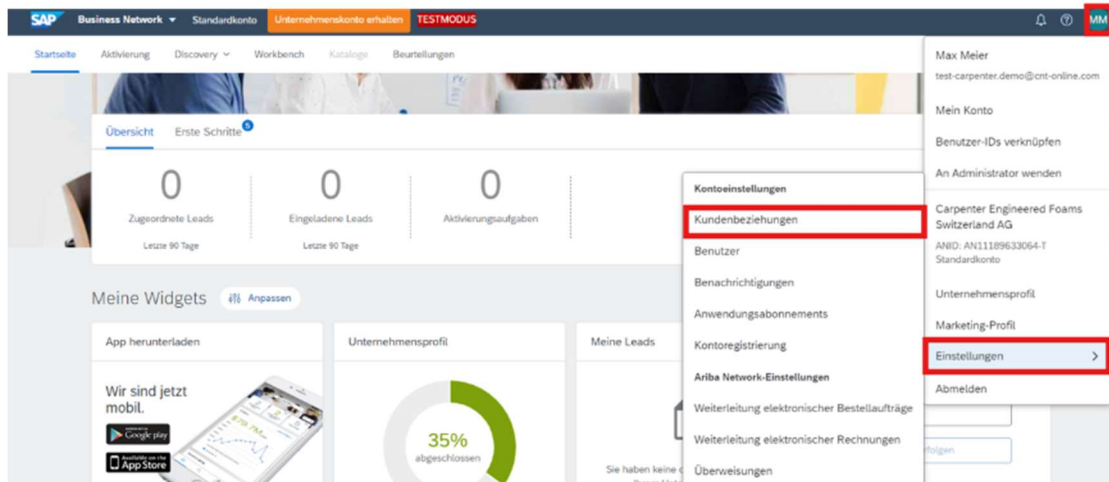 SAP Business Network Standardkonto Unternehmenskonto erhalten TESTMODUS MM
Startseite Aktivierung Discovery Workbench Kataloge Beurteilungen
Übersicht Erste Schritte 5
0 0 0
Zugeordnete Leads Eingeladene Leads Aktivierungsaufgaben
Letzte 90 Tage Letzte 90 Tage
Meine Widgets Anpassen
App herunterladen
Wir sind jetzt
mobil.
Google play
Available on the
App Store
Unternehmensprofil
35%
abgeschlossen
Meine Leads
Sie haben keine
Kontoeinstellungen
Kundenbeziehungen
Benutzer
Benachrichtigungen
Anwendungsabonnements
Kontoregistrierung
Ariba Network-Einstellungen
Weiterleitung elektronischer Bestellaufträge
Weiterleitung elektronischer Rechnungen
Überweisungen
Max Meier
test-carpenter.demo@cnt-online.com
Mein Konto
Benutzer-IDs verknüpfen
An Administrator wenden
Carpenter Engineered Foams
Switzerland AG
ANID: AN11189633064-T
Standardkonto
Unternehmensprofil
Marketing-Profil
Einstellungen
Abmelden